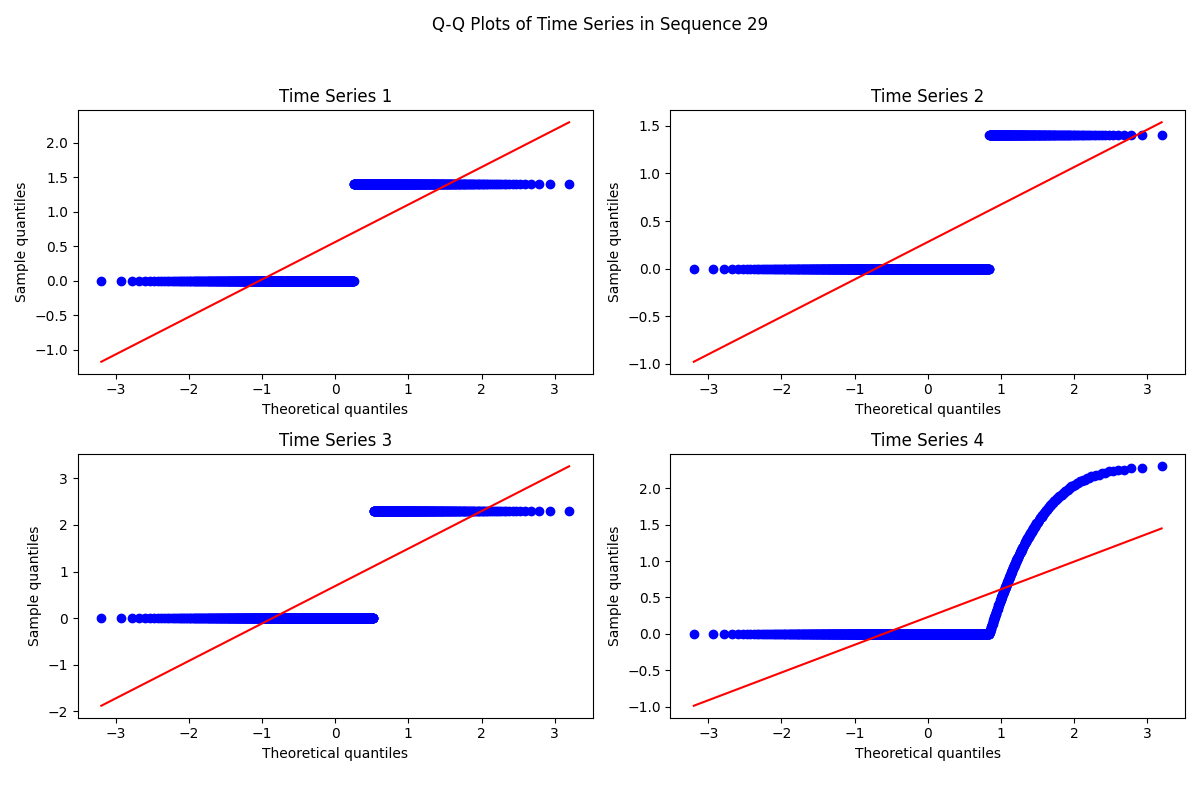 Q-Q Plots of Time Series in Sequence 29
Time Series 1
Sample quantiles
2.0
1.5
1.0
0.5
0.0
−0.5
−1.0
−3 −2 −1 0 1 2 3
Theoretical quantiles
Time Series 2
Sample quantiles
1.5
1.0
0.5
0.0
−0.5
−1.0
−3 −2 −1 0 1 2 3
Theoretical quantiles
Time Series 3
Sample quantiles
3
2
1
0
−1
−2
−3 −2 −1 0 1 2 3
Theoretical quantiles
Time Series 4
Sample quantiles
2.0
1.5
1.0
0.5
0.0
−0.5
−1.0
−3 −2 −1 0 1 2 3
Theoretical quantiles